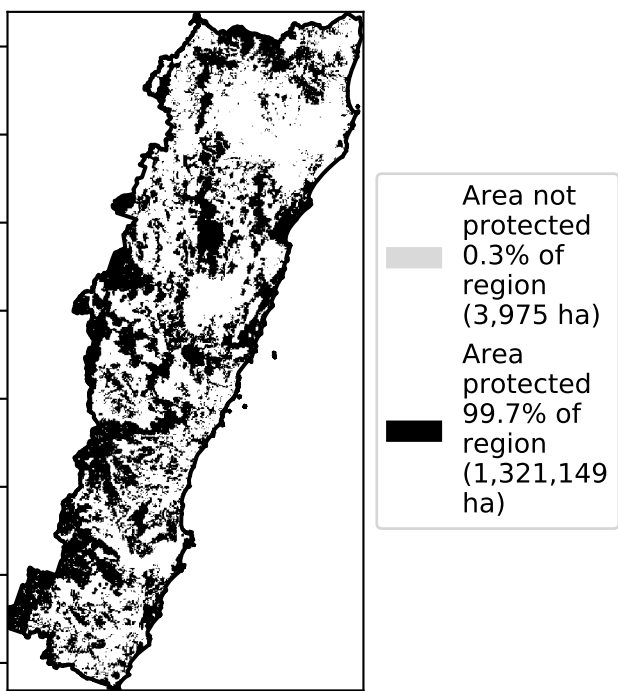 Area not
protected
0.3% of
region
(3,975 ha)
Area
protected
99.7% of
region
(1,321,149
ha)